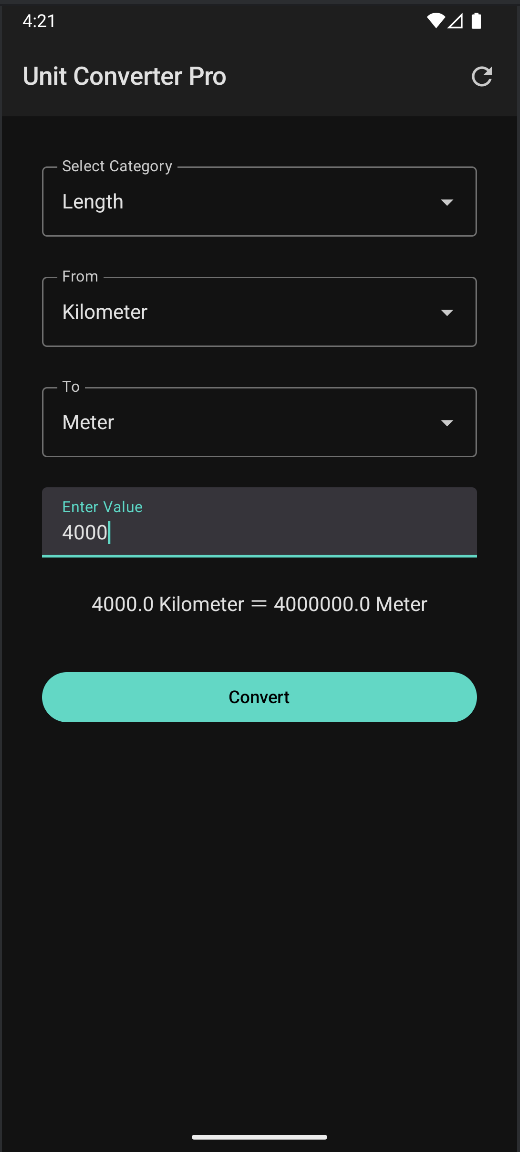 4:21
Unit Converter Pro
Select Category
Length
From
Kilometer
To
Meter
Enter Value
4000
4000.0 Kilometer = 4000000.0 Meter
Convert